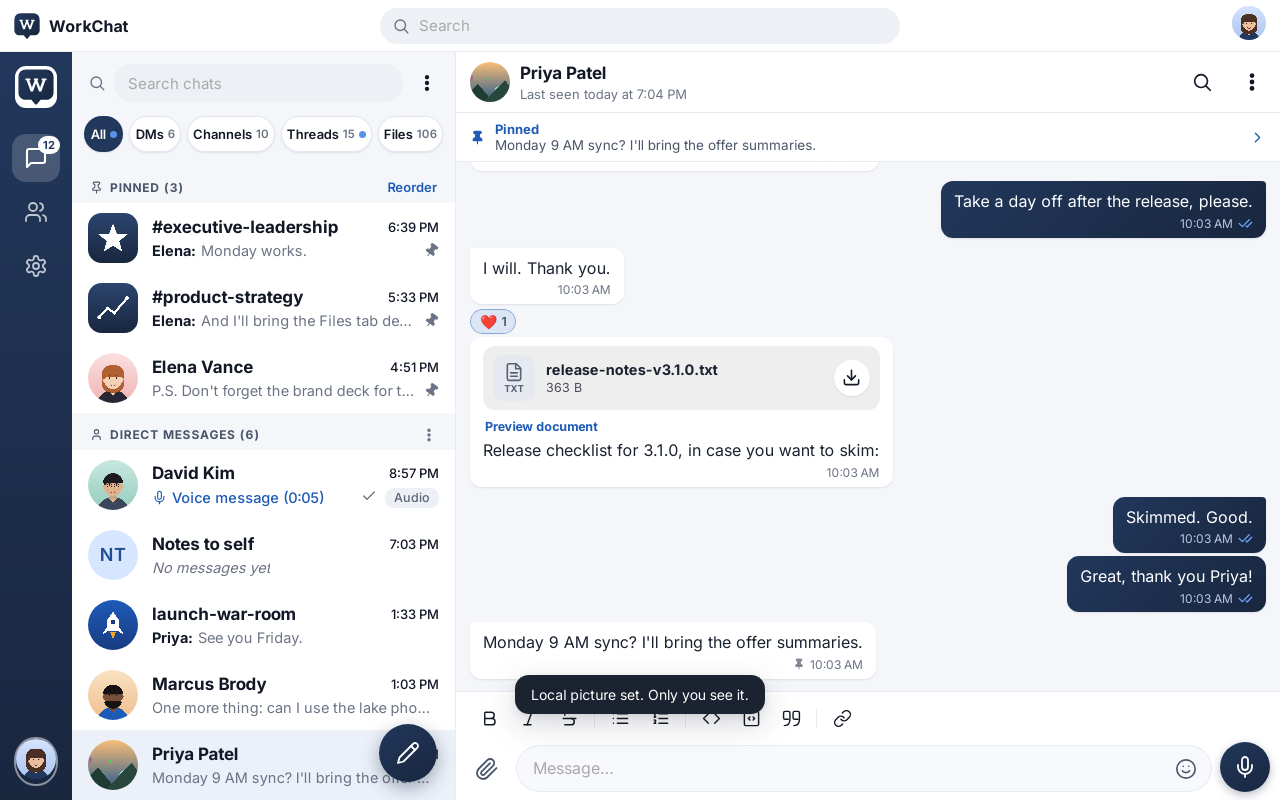 W WorkChat
Search
W
12
Search chats
All
DMs 6
Channels 10
Threads 15
Files 106
PINNED (3)
Reorder
#executive-leadership
6:39 PM
Elena: Monday works.
#product-strategy
5:33 PM
Elena: And I'll bring the Files tab de...
Elena Vance
4:51 PM
P.S. Don't forget the brand deck for t...
DIRECT MESSAGES (6)
David Kim
8:57 PM
Voice message (0:05)
Audio
NT
Notes to self
7:03 PM
No messages yet
launch-war-room
1:33 PM
Priya: See you Friday.
Marcus Brody
1:03 PM
One more thing: can I use the lake pho...
Priya Patel
Monday 9 AM sync? I'll bring the
Priya Patel
Last seen today at 7:04 PM
Pinned
Monday 9 AM sync? I'll bring the offer summaries.
Take a day off after the release, please.
10:03 AM
I will. Thank you.
10:03 AM
❤️ 1
TXT
release-notes-v3.1.0.txt
363 B
Preview document
Release checklist for 3.1.0, in case you want to skim:
10:03 AM
Skimmed. Good.
10:03 AM
Great, thank you Priya!
10:03 AM
Monday 9 AM sync? I'll bring the offer summaries.
10:03 AM
Local picture set. Only you see it.
Message...